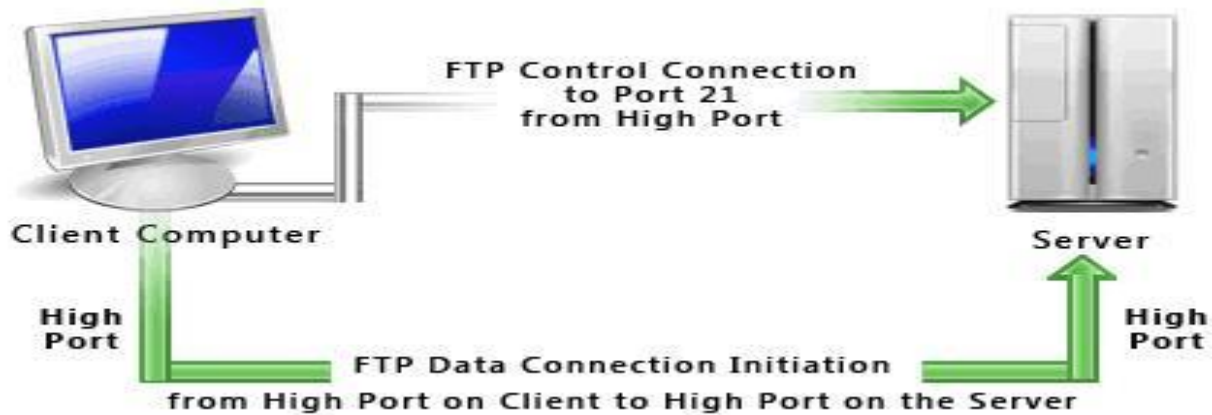 FTP Control Connection
to Port 21
from High Port
Client Computer
Server
High
Port
High
Port
FTP Data Connection Initiation
from High Port on Client to High Port on the Server